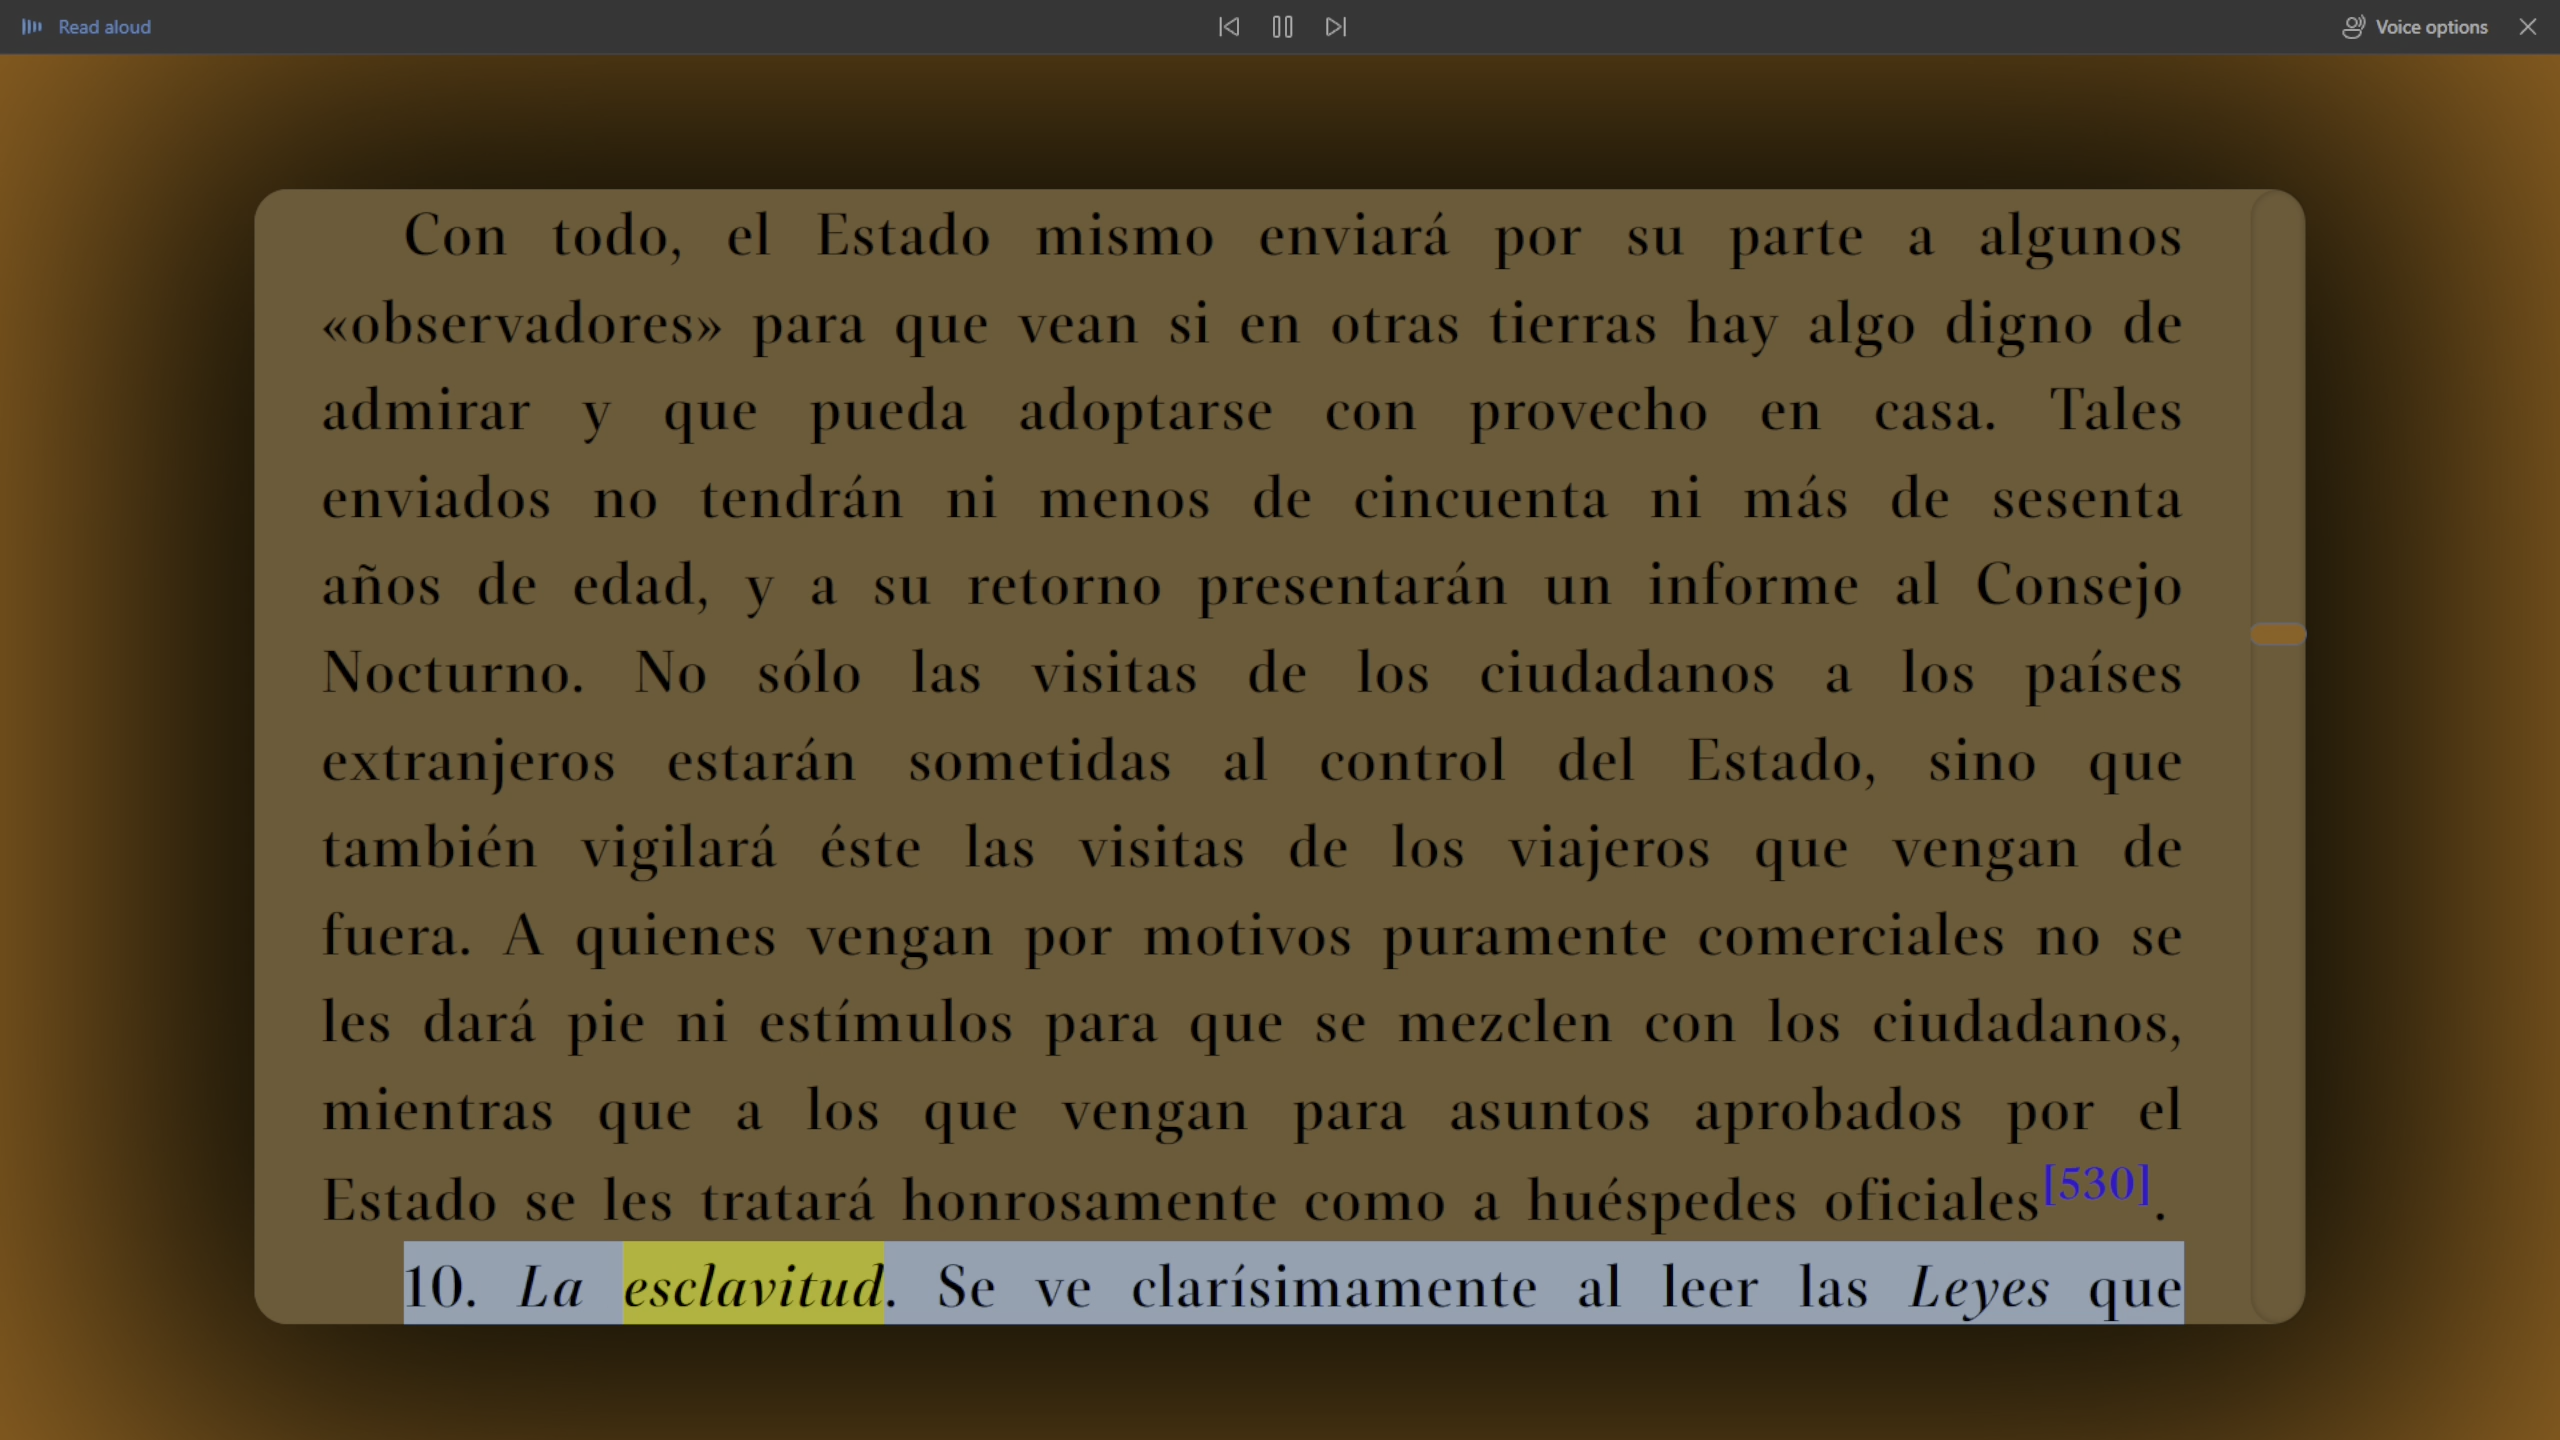 Read aloud
Voice options
Con todo, el Estado mismo enviará por su parte a algunos
«observadores» para que vean si en otras tierras hay algo digno de
admirar y que pueda adoptarse con provecho en casa. Tales
enviados no tendrán ni menos de cincuenta ni más de sesenta
años de edad, y a su retorno presentarán un informe al Consejo
Nocturno. No sólo las visitas de los ciudadanos a los países
extranjeros estarán sometidas al control del Estado, sino que
también vigilará éste las visitas de los viajeros que vengan de
fuera. A quienes vengan por motivos puramente comerciales no se
les dará pie ni estímulos para que se mezclen con los ciudadanos,
mientras que a los que vengan para asuntos aprobados por el
Estado se les tratará honrosamente como a huéspedes oficiales[530].
10. La esclavitud. Se ve clarísimamente al leer las Leyes que